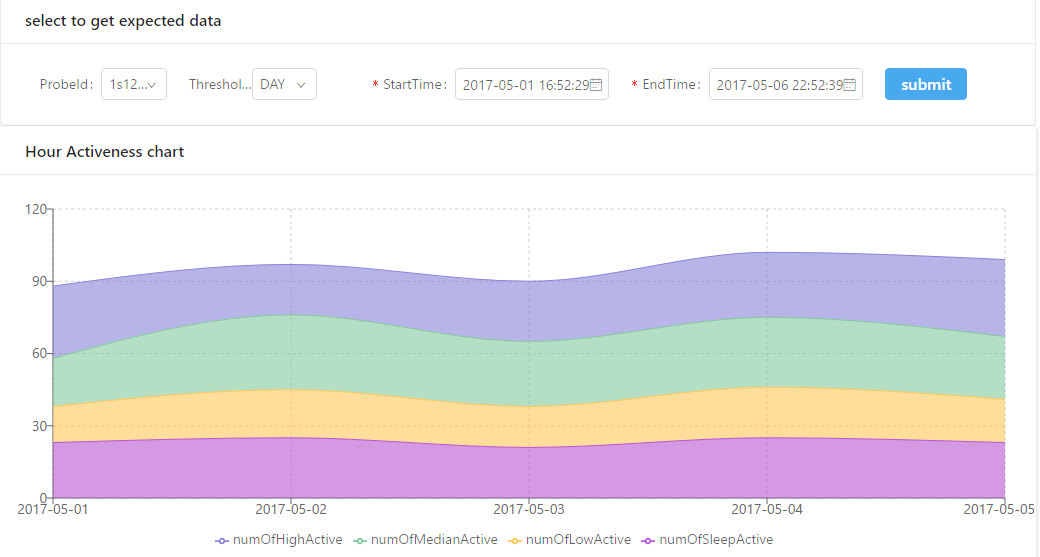 select to get expected data
ProbeId: 1s12... Threshol... DAY * StartTime: 2017-05-01 16:52:29 * EndTime: 2017-05-06 22:52:39 submit
Hour Activeness chart
120
90
60
30
0
2017-05-01 2017-05-02 2017-05-03 2017-05-04 2017-05-05
numOfHighActive numOfMedianActive numOfLowActive numOfSleepActive